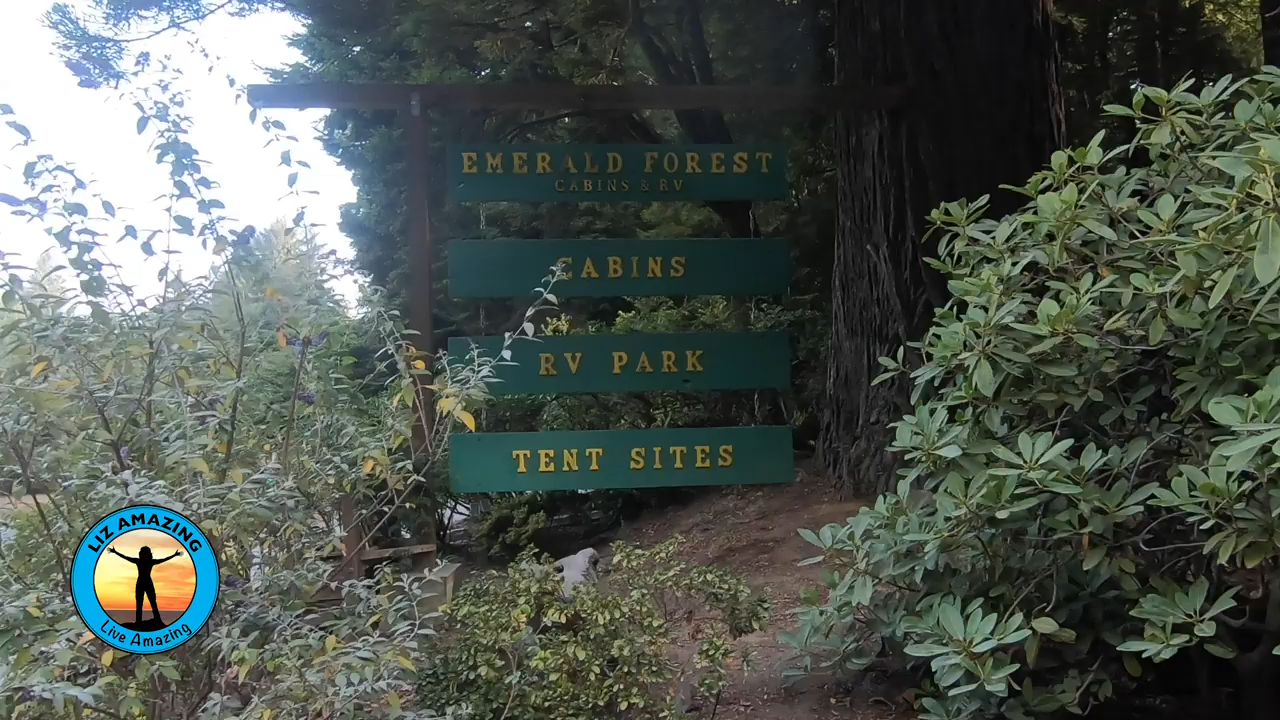 EMERALD FOREST
CABINS & RV
CABINS
RV PARK
TENT SITES
LIZ AMAZING
Live Amazing